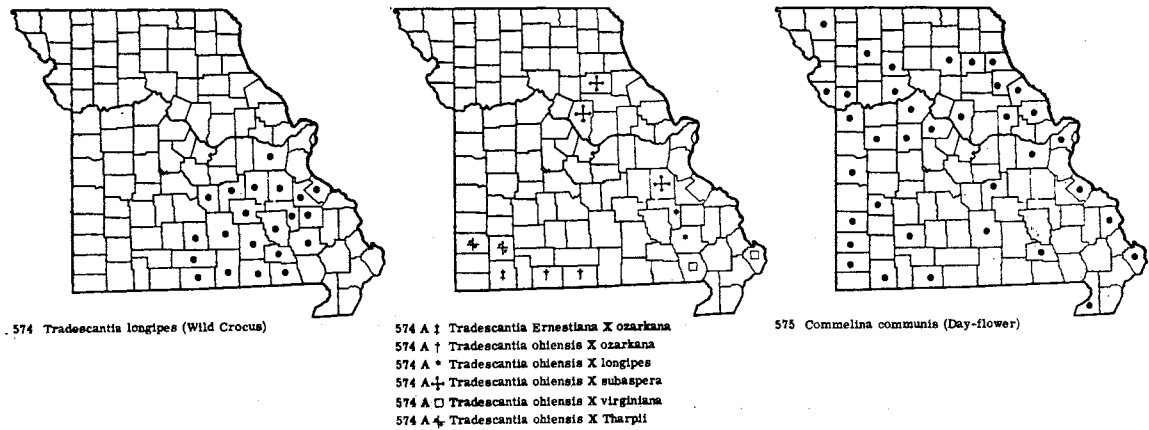 574 Tradescantia longipes (Wild Crocus)
574 A ‡ Tradescantia Ernestiana X ozarkana
574 A † Tradescantia ohiensis X ozarkana
574 A * Tradescantia ohiensis X longipes
574 A Tradescantia ohiensis X subaspera
574 A □ Tradescantia ohiensis X virginiana
574 A Tradescantia ohiensis X Tharpii
575 Commelina communis (Day-flower)